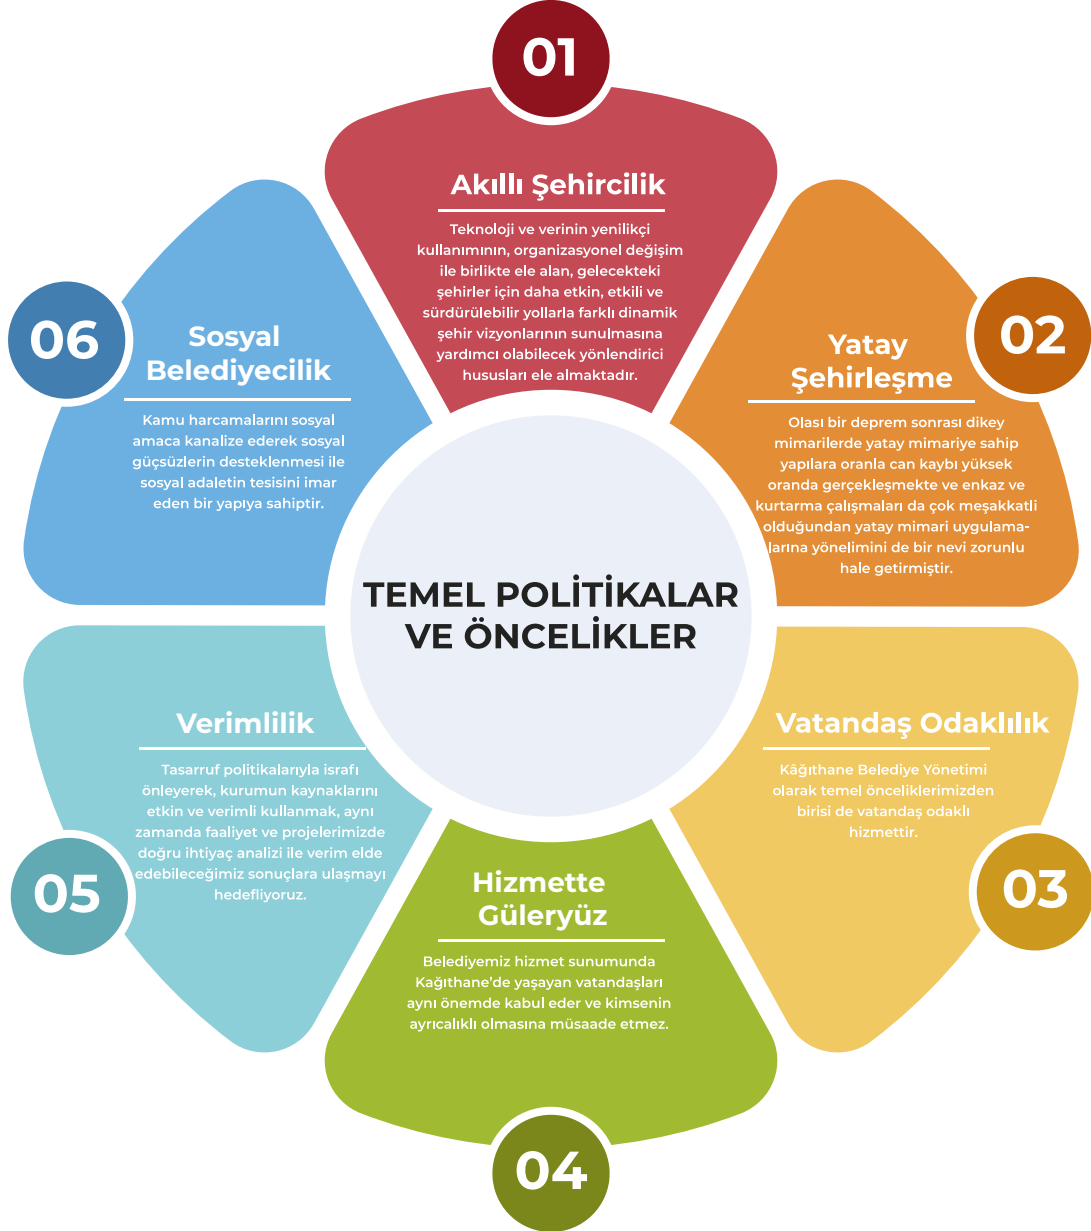 01
Akıllı Şehircilik
Teknoloji ve verinin yenilikçi
kullanımının, organizasyonel değişim
ile birlikte ele alan, gelecekteki
şehirler için daha etkin, etkili ve
sürdürülebilir yollarla farklı dinamik
şehir vizyonlarının sunulmasına
yardımcı olabilecek yönlendirici
hususları ele almaktadır.
02
Yatay
Şehirleşme
Olası bir deprem sonrası dikey
mimarilerde yatay mimariye sahip
yapılara oranla can kaybı yüksek
oranda gerçekleşmekte ve enkaz ve
kurtarma çalışmaları da çok meşakkatli
olduğundan yatay mimari uygulama-
larına yönelimini de bir nevi zorunlu
hale getirmiştir.
TEMEL POLİTİKALAR
VE ÖNCELİKLER
Vatandaş Odaklılık
Kâğıthane Belediye Yönetimi
olarak temel önceliklerimizden
birisi de vatandaş odaklı
hizmettir.
03
Hizmette
Güleryüz
Belediyemiz hizmet sunumunda
Kağıthane’de yaşayan vatandaşları
aynı önemde kabul eder ve kimsenin
ayrıcalıklı olmasına müsaade etmez.
04
Verimlilik
Tasarruf politikalarıyla israfı
önleyerek, kurumun kaynaklarını
etkin ve verimli kullanmak, aynı
zamanda faaliyet ve projelerimizde
doğru ihtiyaç analizi ile verim elde
edebileceğimiz sonuçlara ulaşmayı
hedefliyoruz.
05
06
Sosyal
Belediyecilik
Kamu harcamalarını sosyal
amaca kanalize ederek sosyal
güçsüzlerin desteklenmesi ile
sosyal adaletin tesisini imar
eden bir yapıya sahiptir.